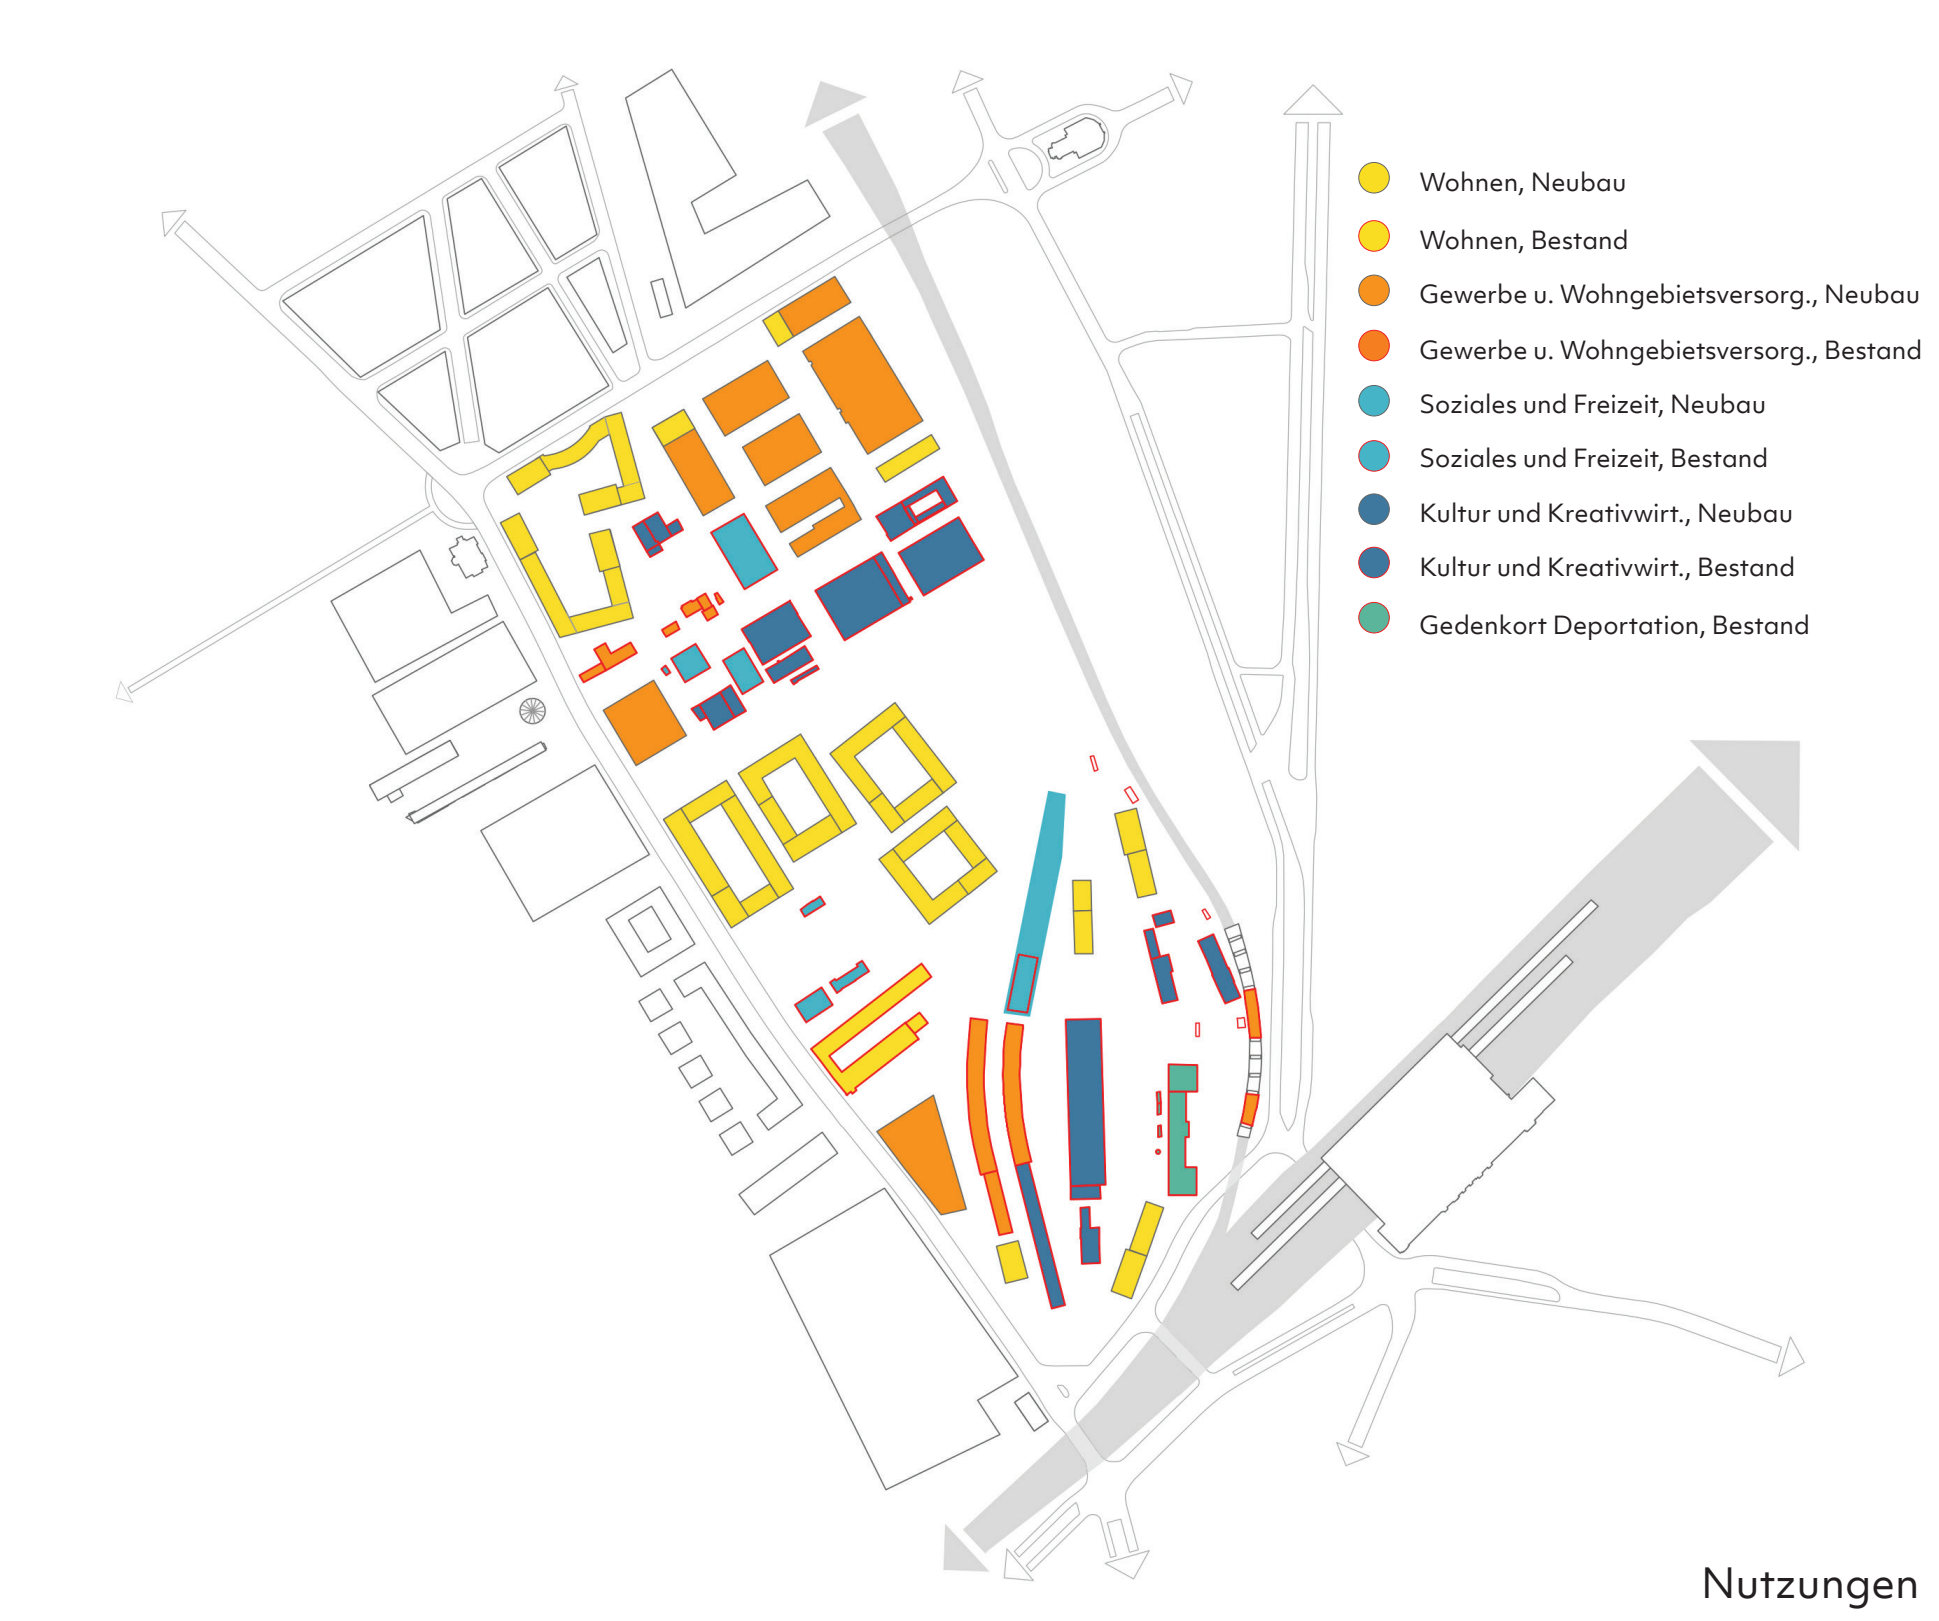 Wohnen, Neubau
Wohnen, Bestand
Gewerbe u. Wohngebietsversorg., Neubau
Gewerbe u. Wohngebietsversorg., Bestand
Soziales und Freizeit, Neubau
Soziales und Freizeit, Bestand
Kultur und Kreativwirt., Neubau
Kultur und Kreativwirt., Bestand
Gedenkort Deportation, Bestand
Nutzungen